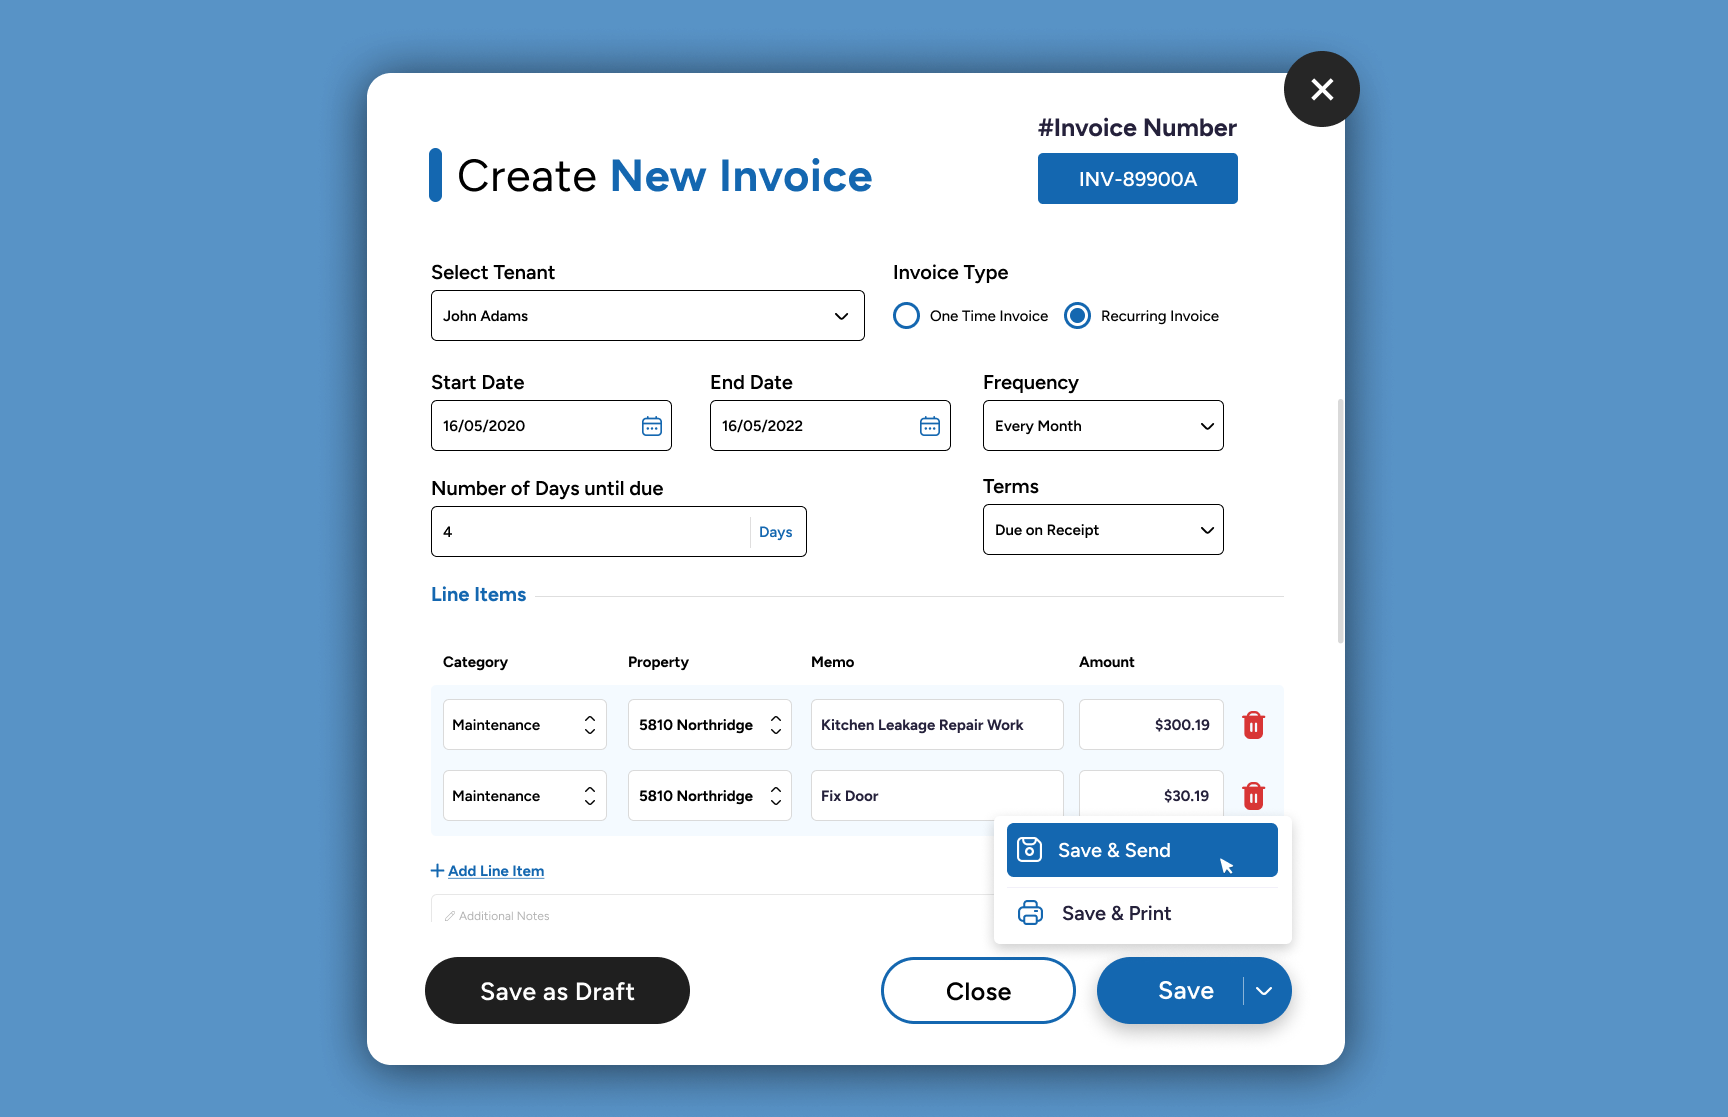 #Invoice Number
Create New Invoice
INV-89900A
Select Tenant
Invoice Type
John Adams
One Time Invoice
Recurring Invoice
Start Date
End Date
Frequency
16/05/2020
16/05/2022
Every Month
Number of Days until due
Terms
4
Days
Due on Receipt
Line Items
Category
Property
Memo
Amount
Maintenance
5810 Northridge
Kitchen Leakage Repair Work
$300.19
Maintenance
5810 Northridge
Fix Door
$30.19
Save & Send
Add Line Item
Additional Notes
Save & Print
Save as Draft
Close
Save